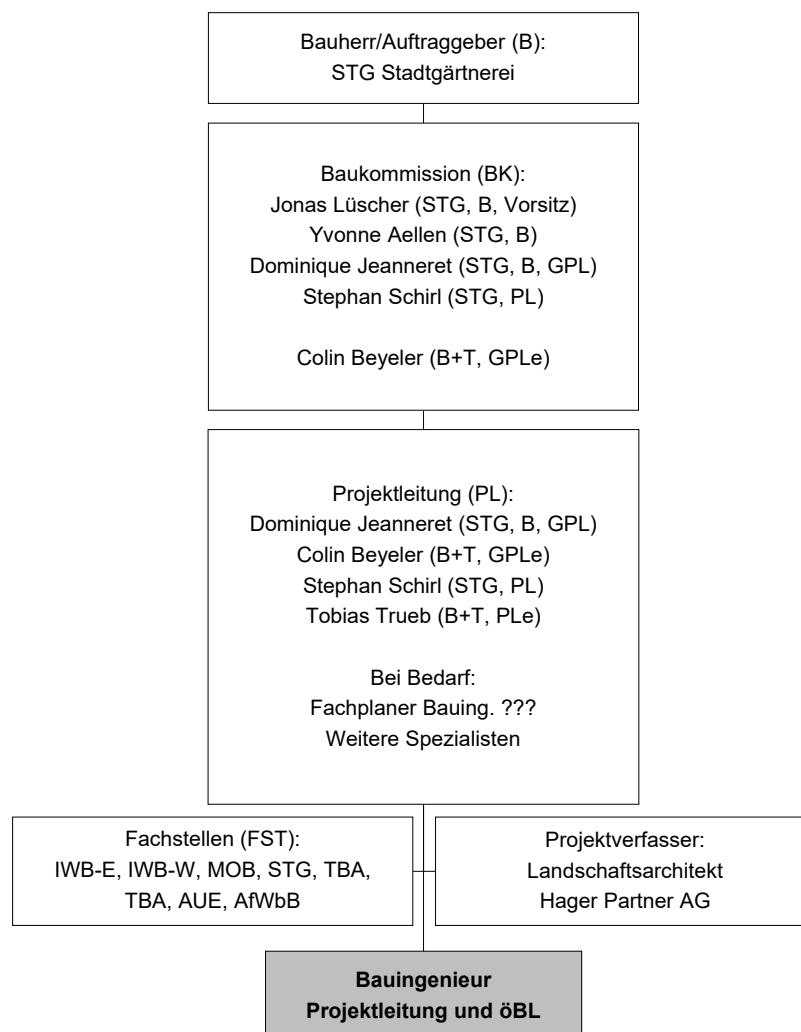 Bauherr/Auftraggeber (B):
STG Stadtgärtnerei
Baukommission (BK):
Jonas Lüscher (STG, B, Vorsitz)
Yvonne Aellen (STG, B)
Dominique Jeanneret (STG, B, GPL)
Stephan Schirl (STG, PL)
Colin Beyeler (B+T, GPLe)
Projektleitung (PL):
Dominique Jeanneret (STG, B, GPL)
Colin Beyeler (B+T, GPLe)
Stephan Schirl (STG, PL)
Tobias Trueb (B+T, PLe)
Bei Bedarf:
Fachplaner Bauing. ???
Weitere Spezialisten
Fachstellen (FST):
IWB-E, IWB-W, MOB, STG, TBA,
TBA, AUE, AfWbB
Projektverfasser:
Landschaftsarchitekt
Hager Partner AG
Bauingenieur
Projektleitung und öBL